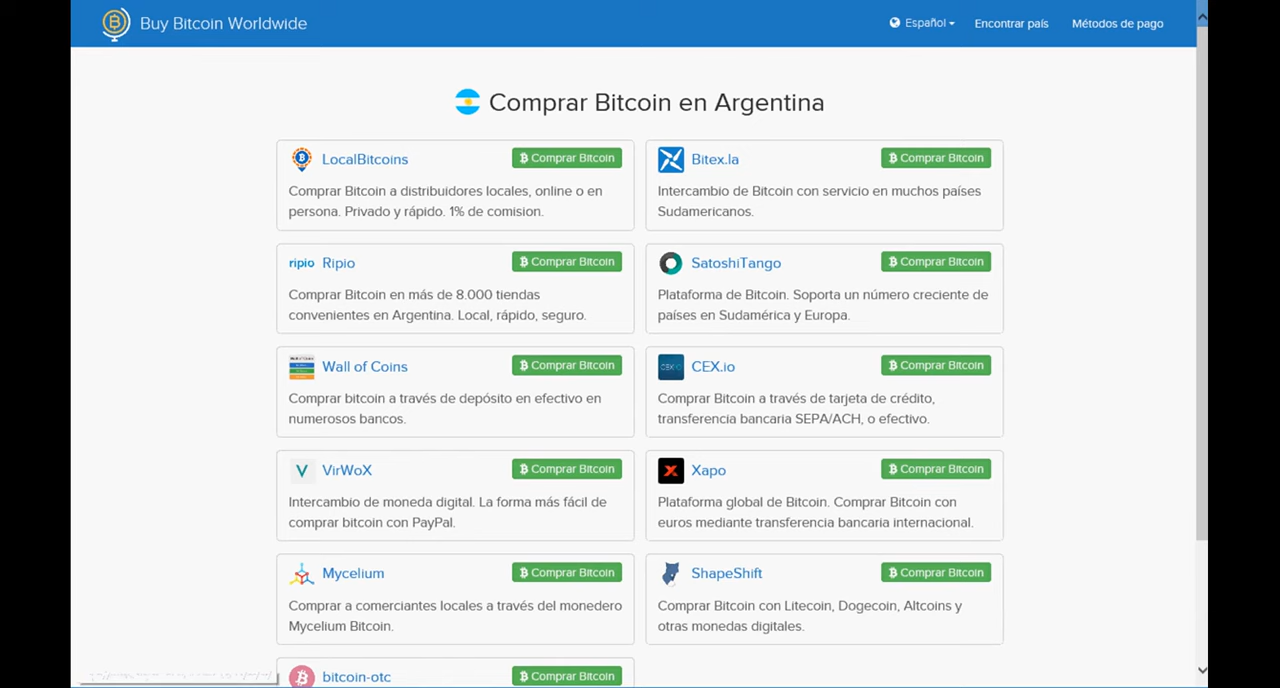 Buy Bitcoin Worldwide
Español
Encontrar país
Métodos de pago
Comprar Bitcoin en Argentina
LocalBitcoins
Comprar Bitcoin
Comprar Bitcoin a distribuidores locales, online o en
persona. Privado y rápido. 1% de comision.
Bitex.la
Comprar Bitcoin
Intercambio de Bitcoin con servicio en muchos países
Sudamericanos.
ripio
Ripio
Comprar Bitcoin
Comprar Bitcoin en más de 8.000 tiendas
convenientes en Argentina. Local, rápido, seguro.
SatoshiTango
Comprar Bitcoin
Plataforma de Bitcoin. Soporta un número creciente de
países en Sudamérica y Europa.
Wall of Coins
Comprar Bitcoin
Comprar bitcoin a través de depósito en efectivo en
numerosos bancos.
CEX.io
Comprar Bitcoin
Comprar Bitcoin a través de tarjeta de crédito,
transferencia bancaria SEPA/ACH, o efectivo.
VirWoX
Comprar Bitcoin
Intercambio de moneda digital. La forma más fácil de
comprar bitcoin con PayPal.
Xapo
Comprar Bitcoin
Plataforma global de Bitcoin. Comprar Bitcoin con
euros mediante transferencia bancaria internacional.
Mycelium
Comprar Bitcoin
Comprar a comerciantes locales a través del monedero
Mycelium Bitcoin.
ShapeShift
Comprar Bitcoin
Comprar Bitcoin con Litecoin, Dogecoin, Altcoins y
otras monedas digitales.
bitcoin-otc
Comprar Bitcoin